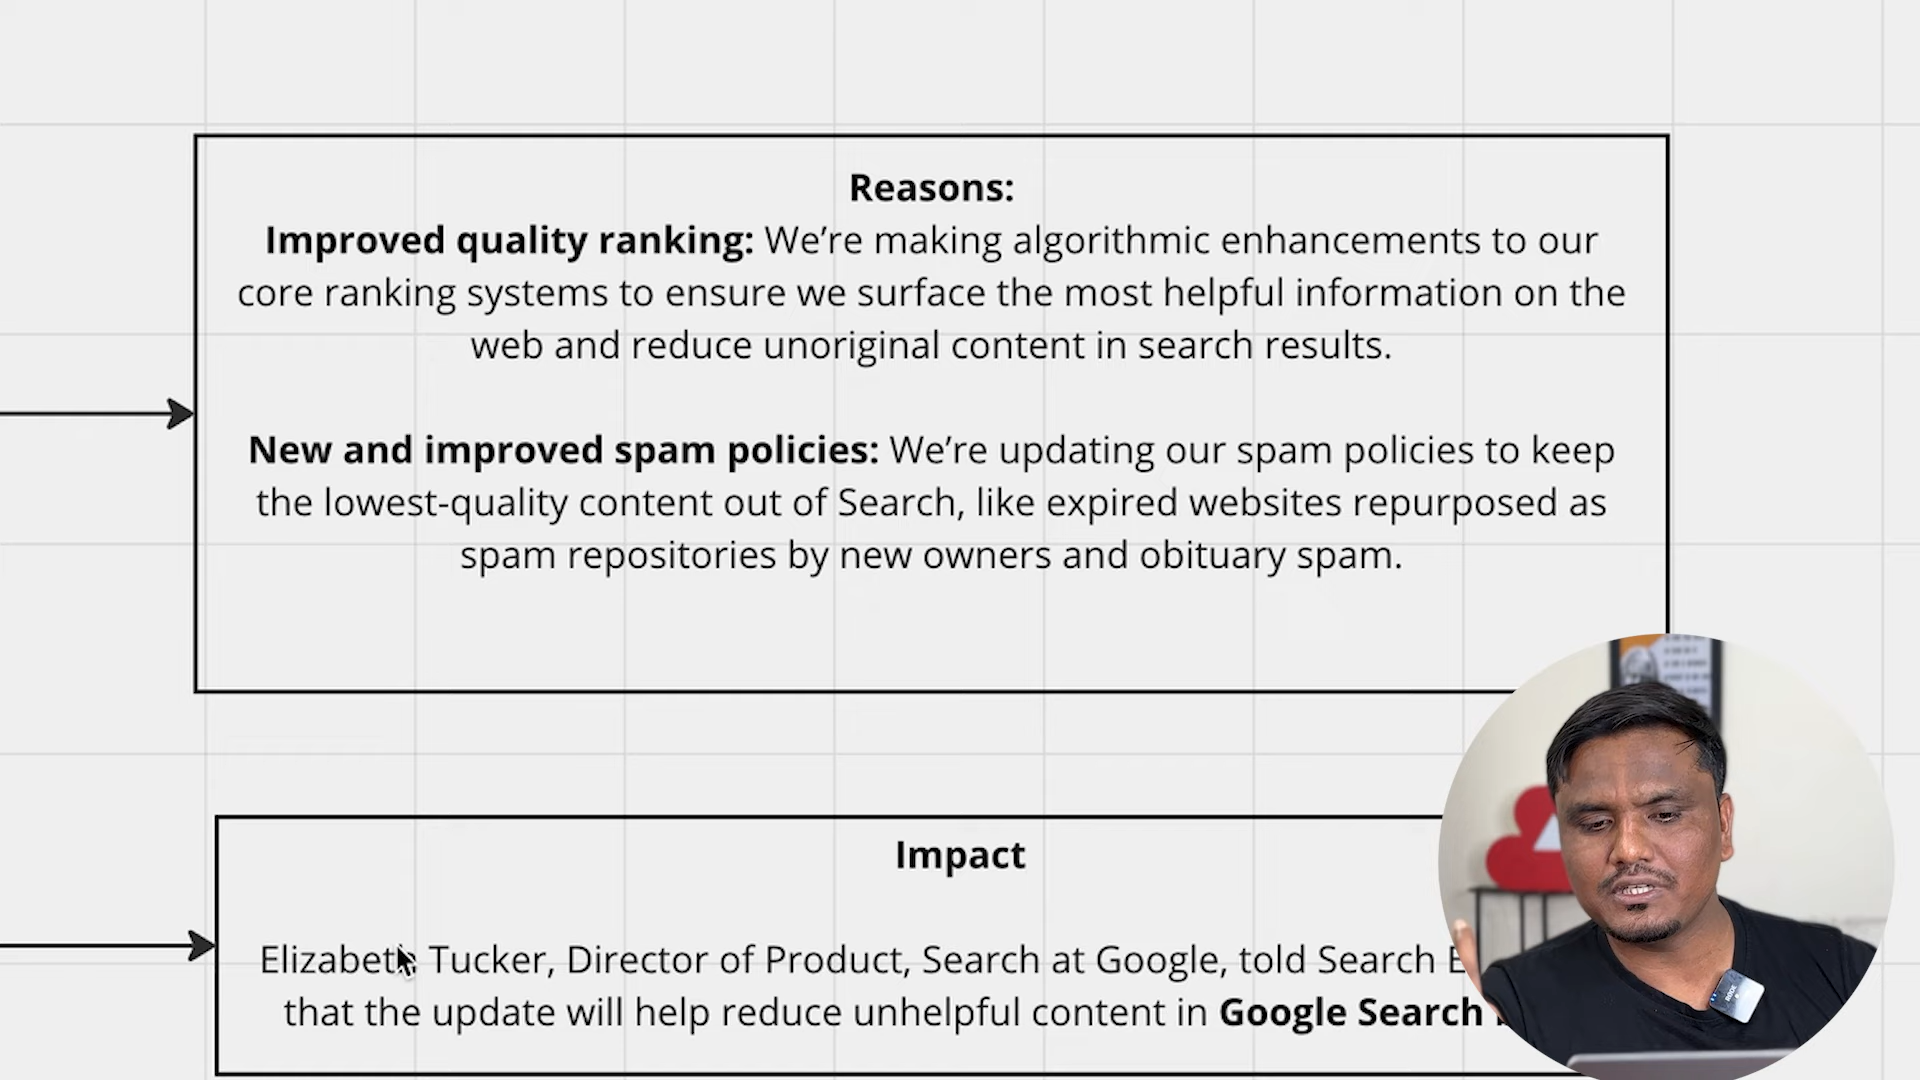 Reasons:
Improved quality ranking: We’re making algorithmic enhancements to our
core ranking systems to ensure we surface the most helpful information on the
web and reduce unoriginal content in search results.
New and improved spam policies: We’re updating our spam policies to keep
the lowest-quality content out of Search, like expired websites repurposed as
spam repositories by new owners and obituary spam.
Impact
Elizabeth Tucker, Director of Product, Search at Google, told Search
that the update will help reduce unhelpful content in Google Search